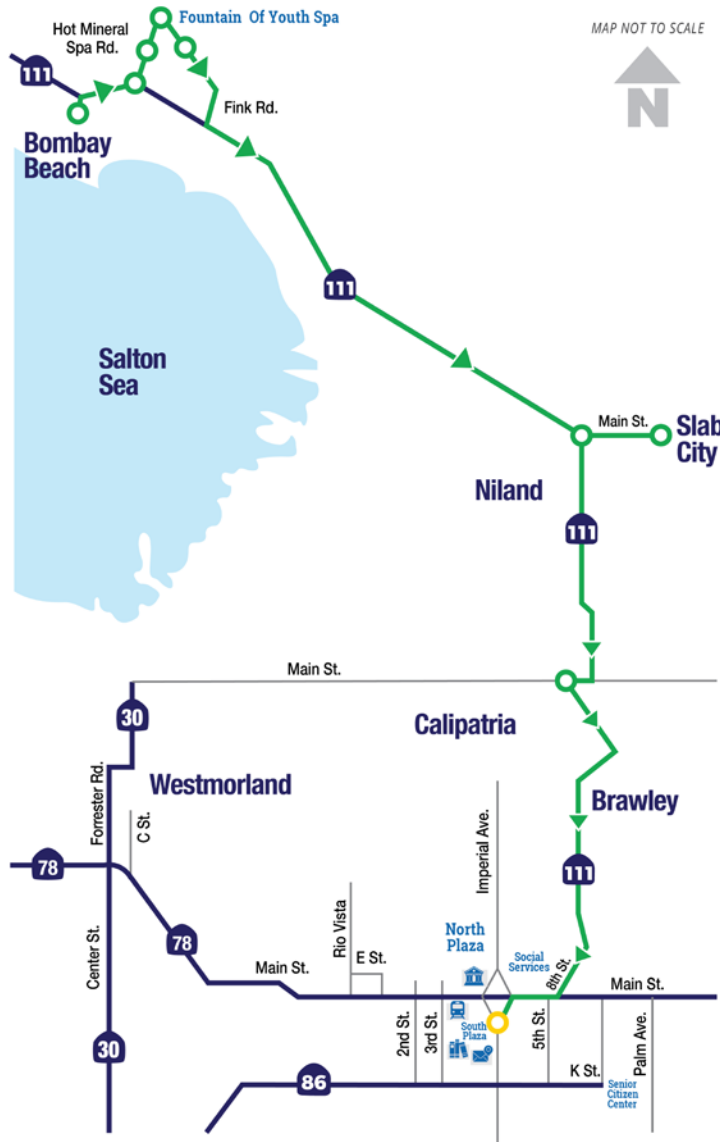 Fountain Of Youth Spa
Hot Mineral
Spa Rd.
MAP NOT TO SCALE
N
111
Fink Rd.
Bombay
Beach
111
Salton
Sea
Main St.
Slab
City
Niland
111
Main St.
30
Calipatria
Westmorland
Brawley
Forrester Rd.
C St.
Imperial Ave.
78
111
Rio Vista
North
Plaza
78
Social
Services
E St.
8th St.
Center St.
Main St.
Main St.
South
Plaza
2nd St.
3rd St.
5th St.
Palm Ave.
30
86
K St.
Senior
Citizen
Center